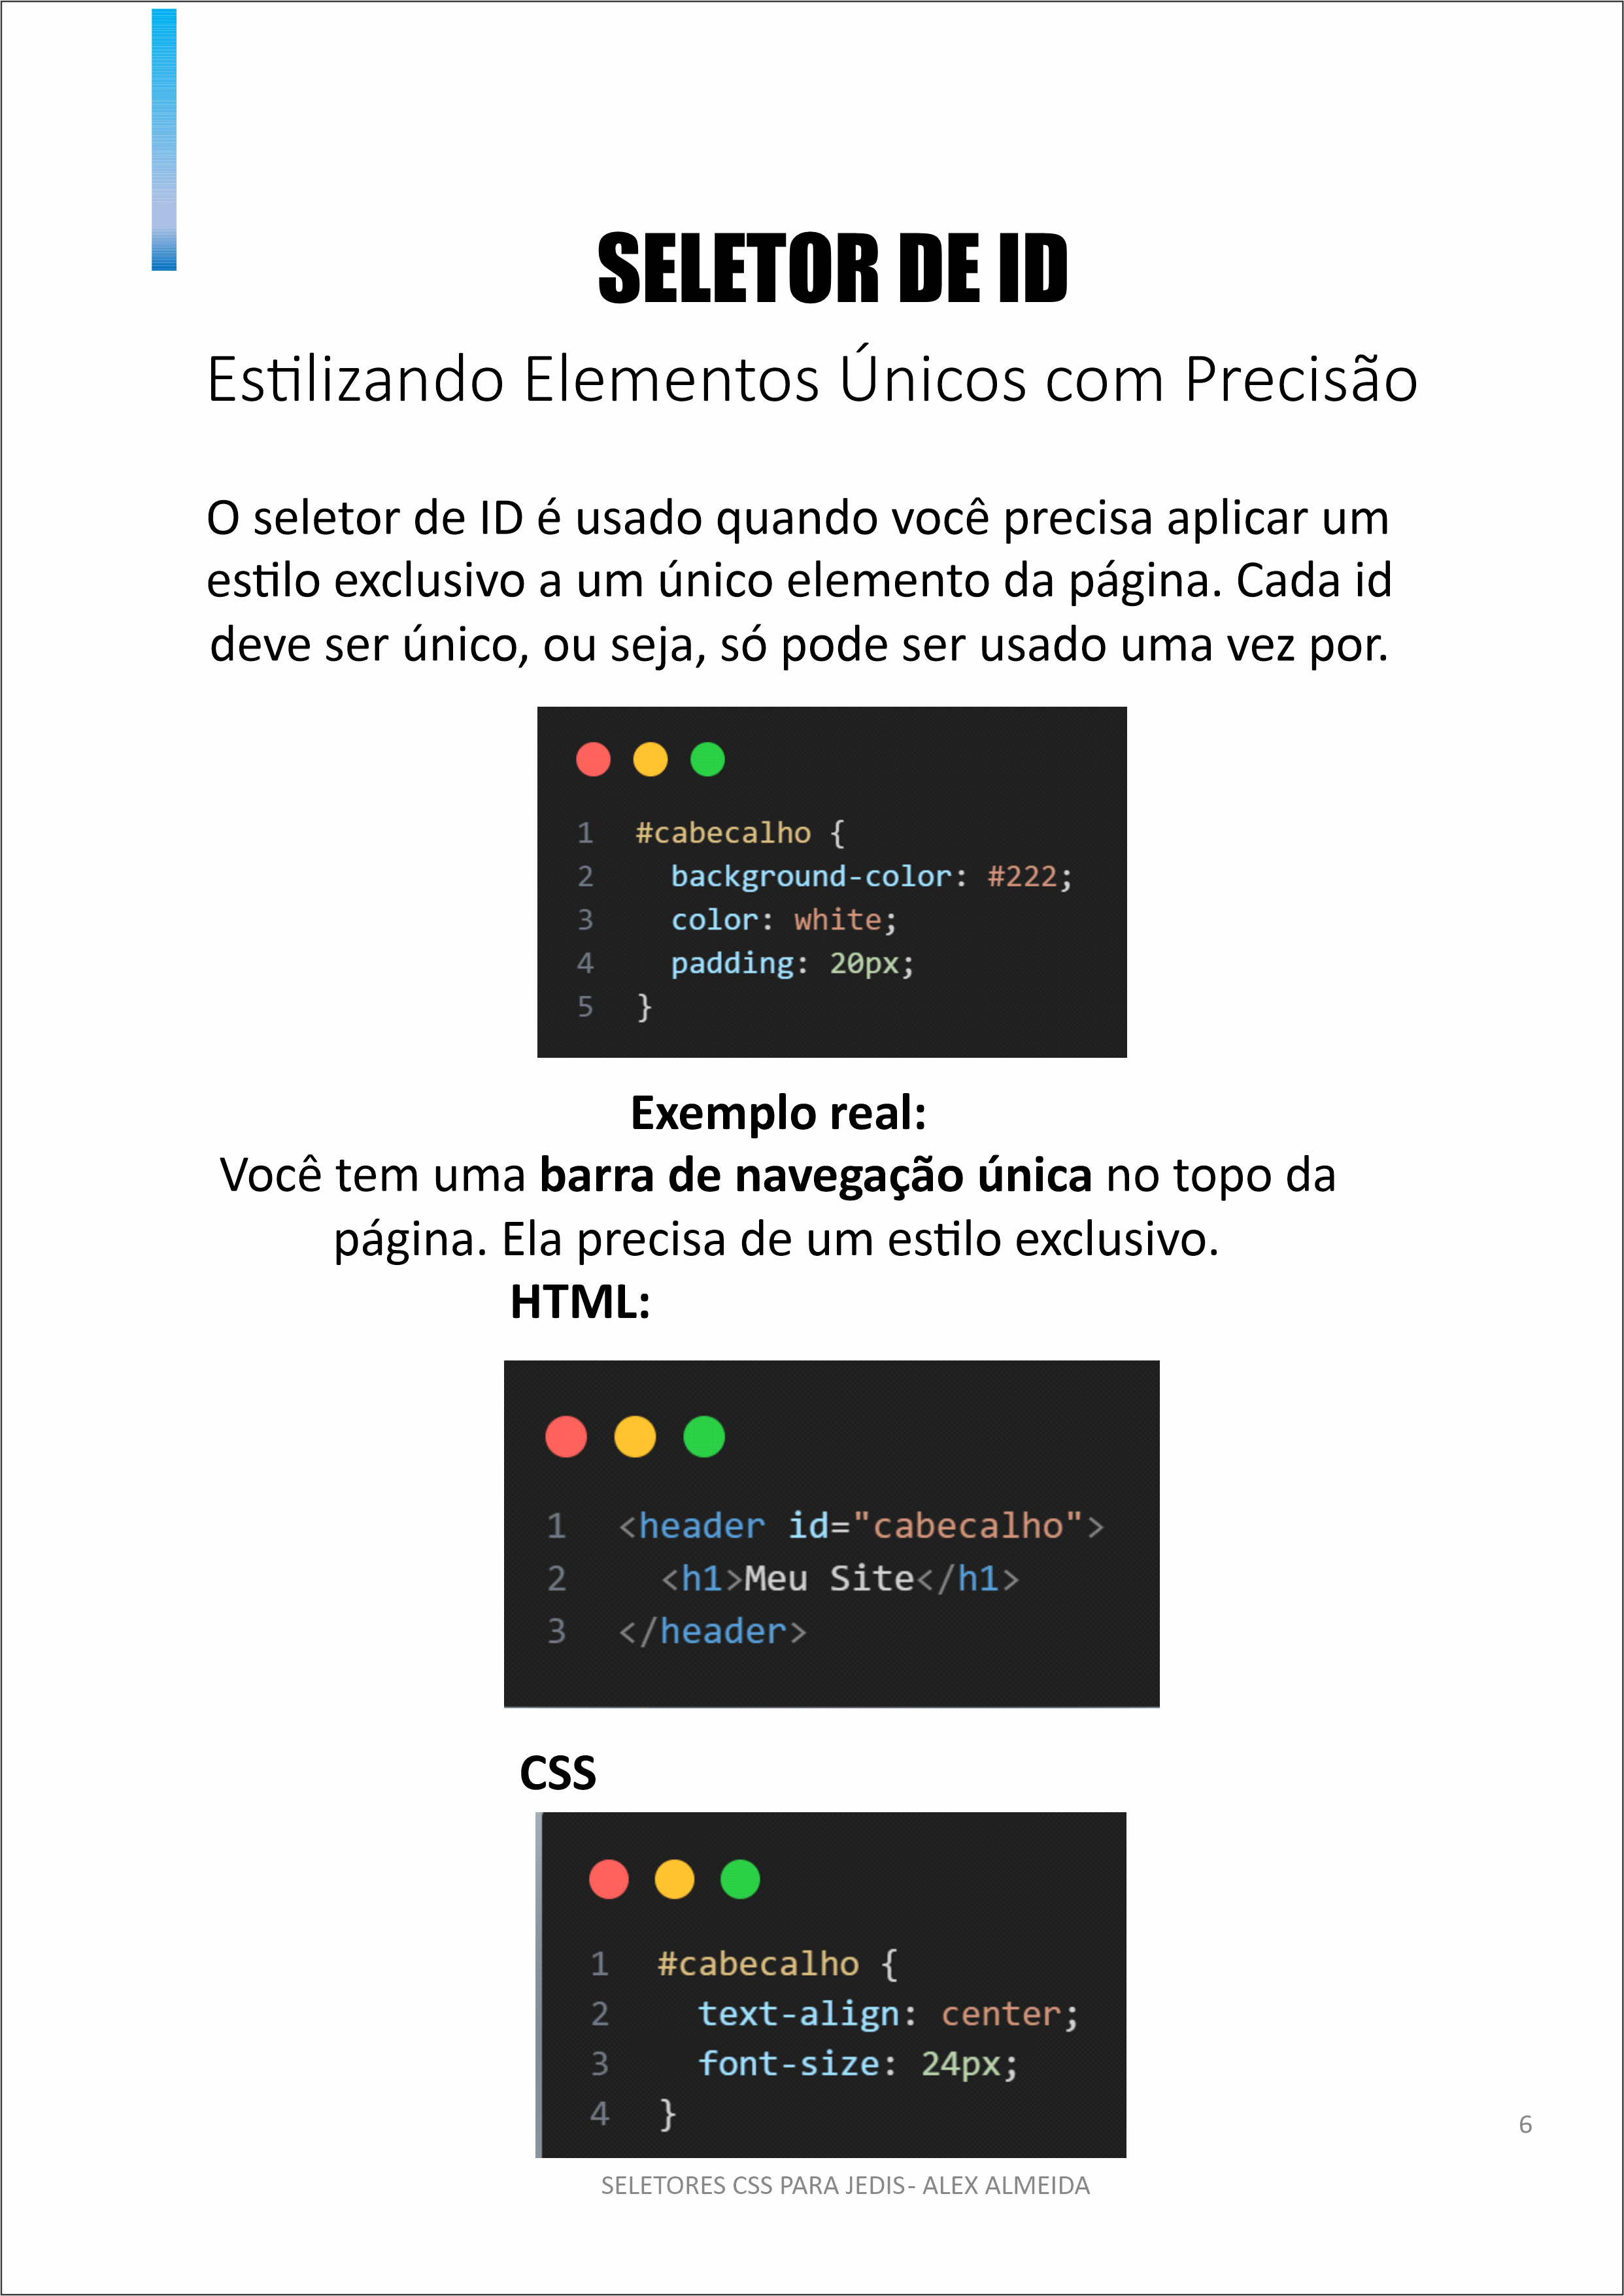 SELETOR DE ID
Estilizando Elementos Únicos com Precisão
O seletor de ID é usado quando você precisa aplicar um
estilo exclusivo a um único elemento da página. Cada id
deve ser único, ou seja, só pode ser usado uma vez por.
1 #cabecalho {
2   background-color: #222;
3   color: white;
4   padding: 20px;
5 }
Exemplo real:
Você tem uma barra de navegação única no topo da
página. Ela precisa de um estilo exclusivo.
HTML:
1 <header id="cabecalho">
2   <h1>Meu Site</h1>
3 </header>
CSS
1 #cabecalho {
2   text-align: center;
3   font-size: 24px;
4 }
6
SELETORES CSS PARA JEDIS- ALEX ALMEIDA